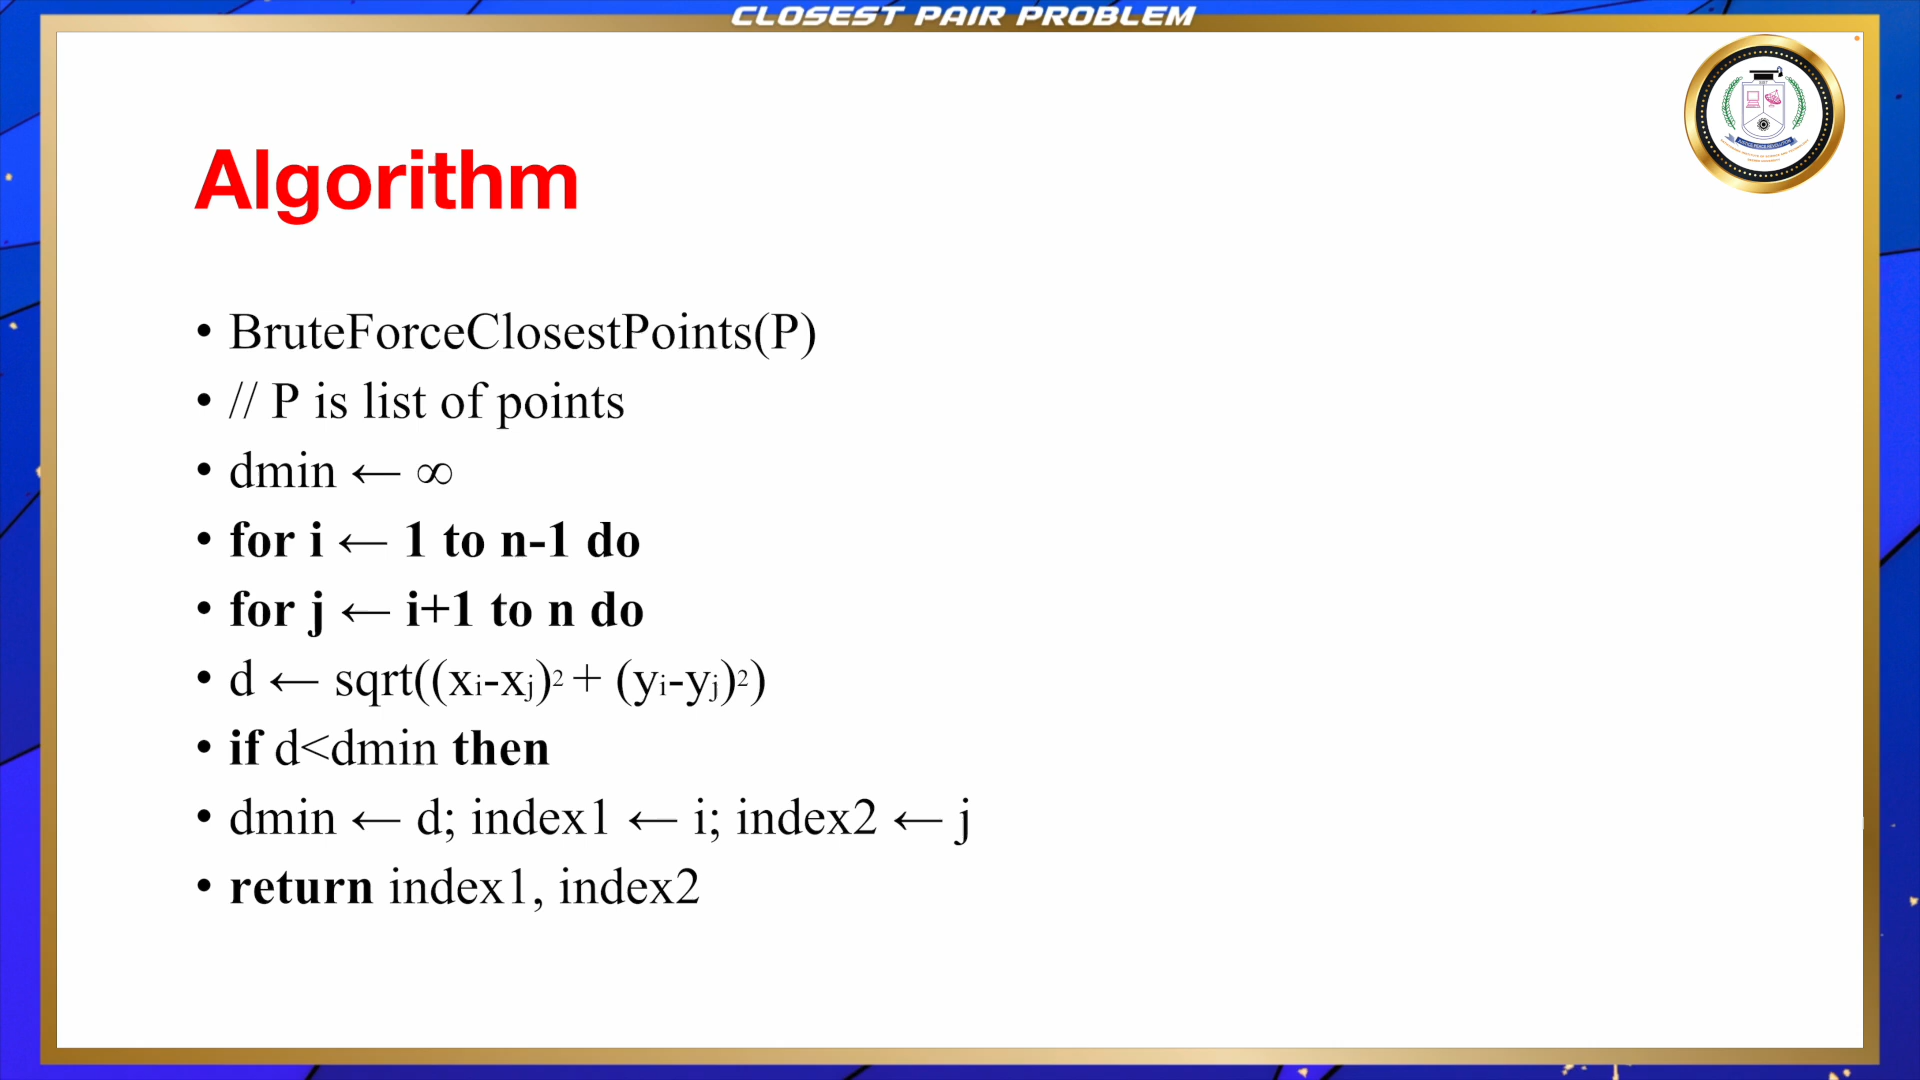 CLOSEST PAIR PROBLEM
Algorithm
• BruteForceClosestPoints(P)
• // P is list of points
• dmin ← ∞
• for i ← 1 to n-1 do
• for j ← i+1 to n do
• d ← sqrt((xᵢ-xⱼ)² + (yᵢ-yⱼ)²)
• if d<dmin then
• dmin ← d; index1 ← i; index2 ← j
• return index1, index2